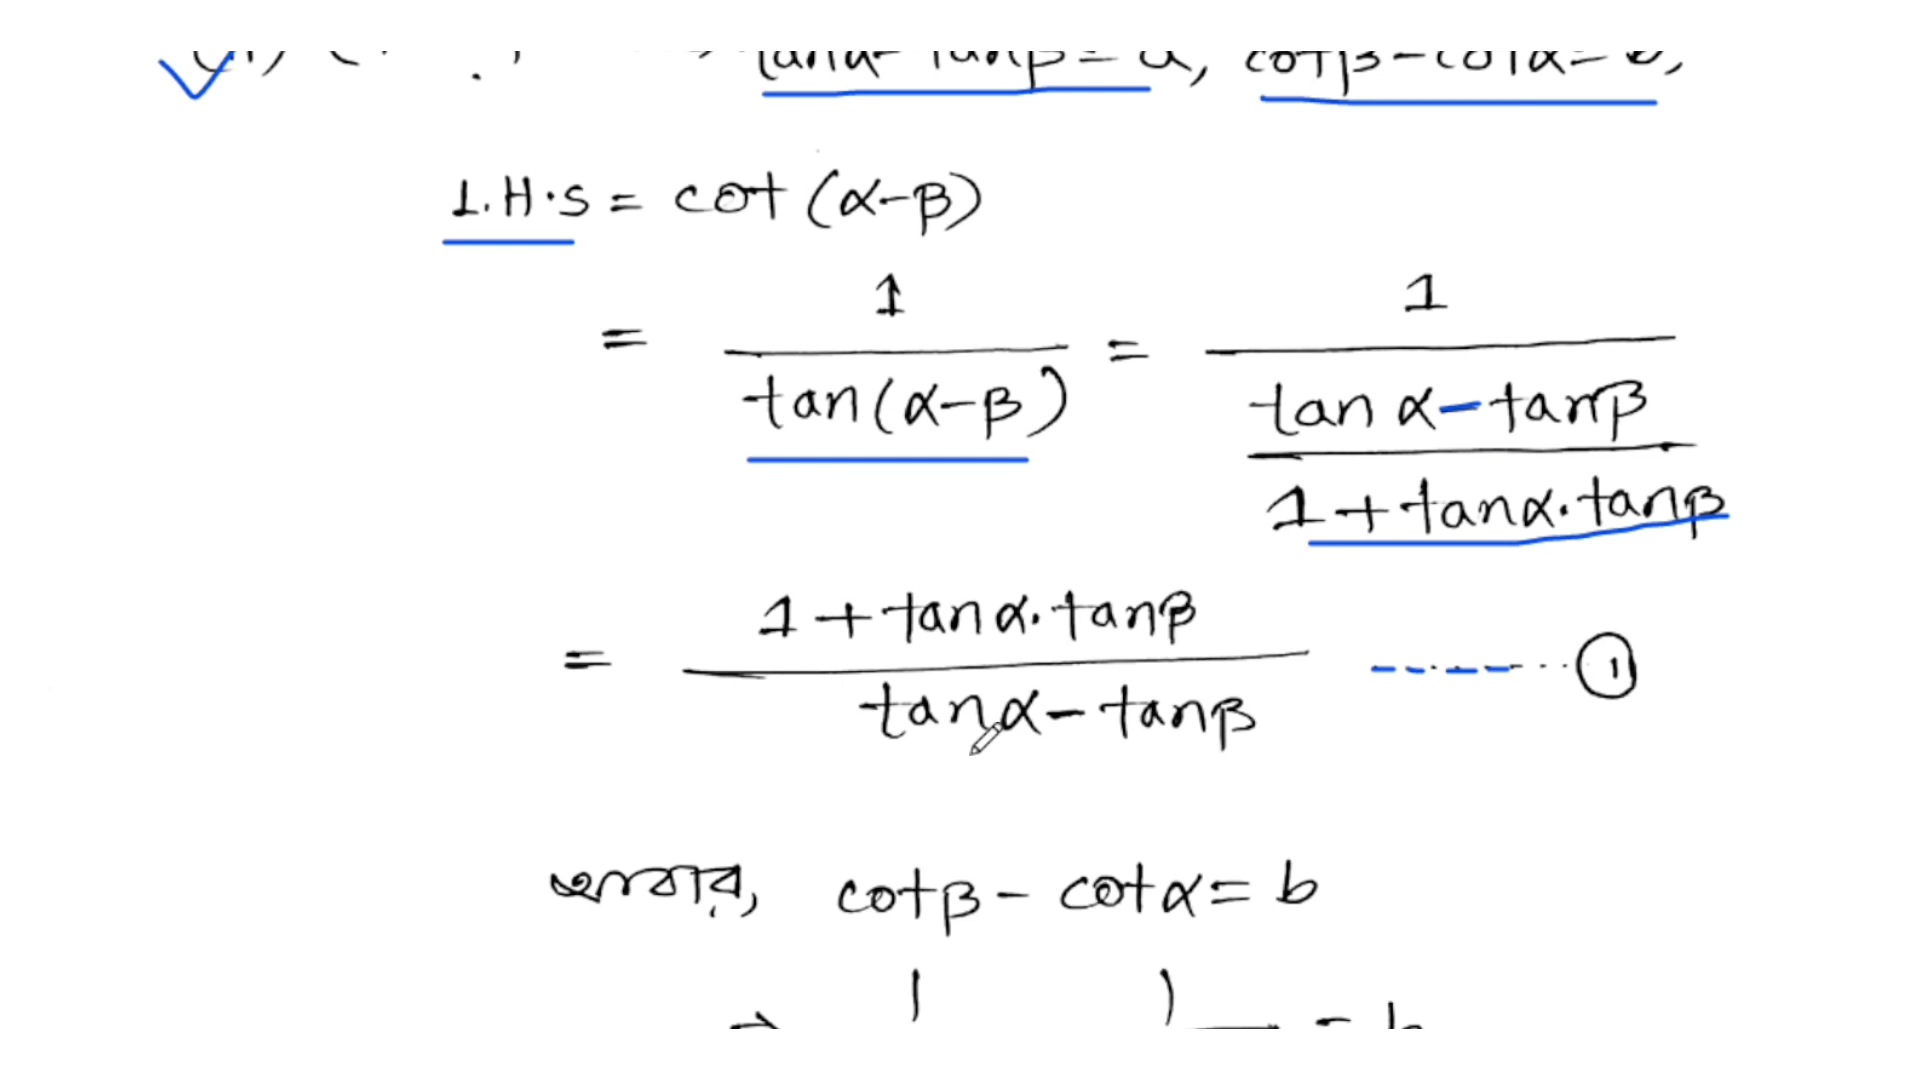 tanα - tanβ = a, cotβ - cotα = b,
L.H.S = cot (α-β)
= 1 / tan(α-β) = 1 / ((tan α - tanβ) / (1 + tanα.tanβ))
= (1 + tanα.tanβ) / (tanα - tanβ) ------... ①
আবার, cotβ - cotα = b